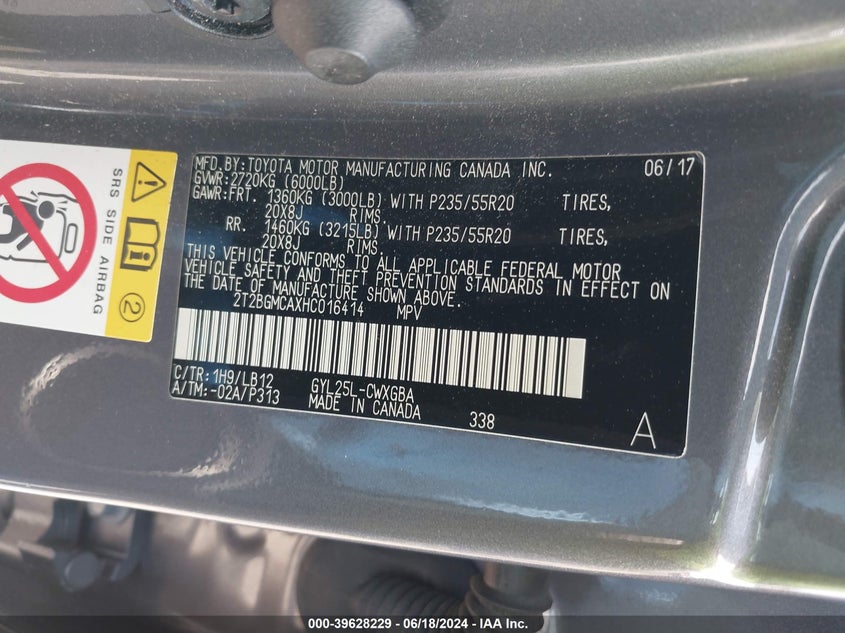 SRS SIDE AIRBAG
2
MFD.BY:TOYOTA MOTOR MANUFACTURING CANADA INC. 06/17
GVWR:2720KG (6000LB)
GAWR:FRT. 1360KG (3000LB) WITH P235/55R20 TIRES,
20X8J RIMS.
RR. 1460KG (3215LB) WITH P235/55R20 TIRES,
20X8J RIMS.
THIS VEHICLE CONFORMS TO ALL APPLICABLE FEDERAL MOTOR
VEHICLE SAFETY AND THEFT PREVENTION STANDARDS IN EFFECT ON
THE DATE OF MANUFACTURE SHOWN ABOVE.
2T2BGMCAXHC016414 MPV
C/TR:1H9/LB12 GYL25L-CWXGBA
A/TM:-02A/P313 MADE IN CANADA 338
A
000-39628229 - 06/18/2024 - IAA Inc.